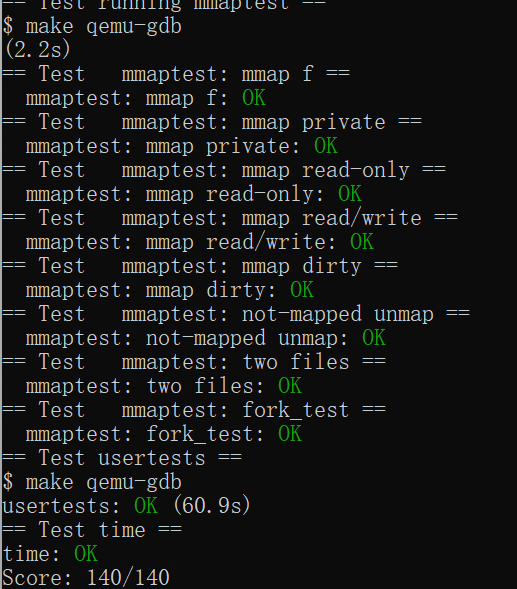 == Test running mmaptest ==
$ make qemu-gdb
(2.2s)
== Test   mmaptest: mmap f ==
  mmaptest: mmap f: OK
== Test   mmaptest: mmap private ==
  mmaptest: mmap private: OK
== Test   mmaptest: mmap read-only ==
  mmaptest: mmap read-only: OK
== Test   mmaptest: mmap read/write ==
  mmaptest: mmap read/write: OK
== Test   mmaptest: mmap dirty ==
  mmaptest: mmap dirty: OK
== Test   mmaptest: not-mapped unmap ==
  mmaptest: not-mapped unmap: OK
== Test   mmaptest: two files ==
  mmaptest: two files: OK
== Test   mmaptest: fork_test ==
  mmaptest: fork_test: OK
== Test usertests ==
$ make qemu-gdb
usertests: OK (60.9s)
== Test time ==
time: OK
Score: 140/140